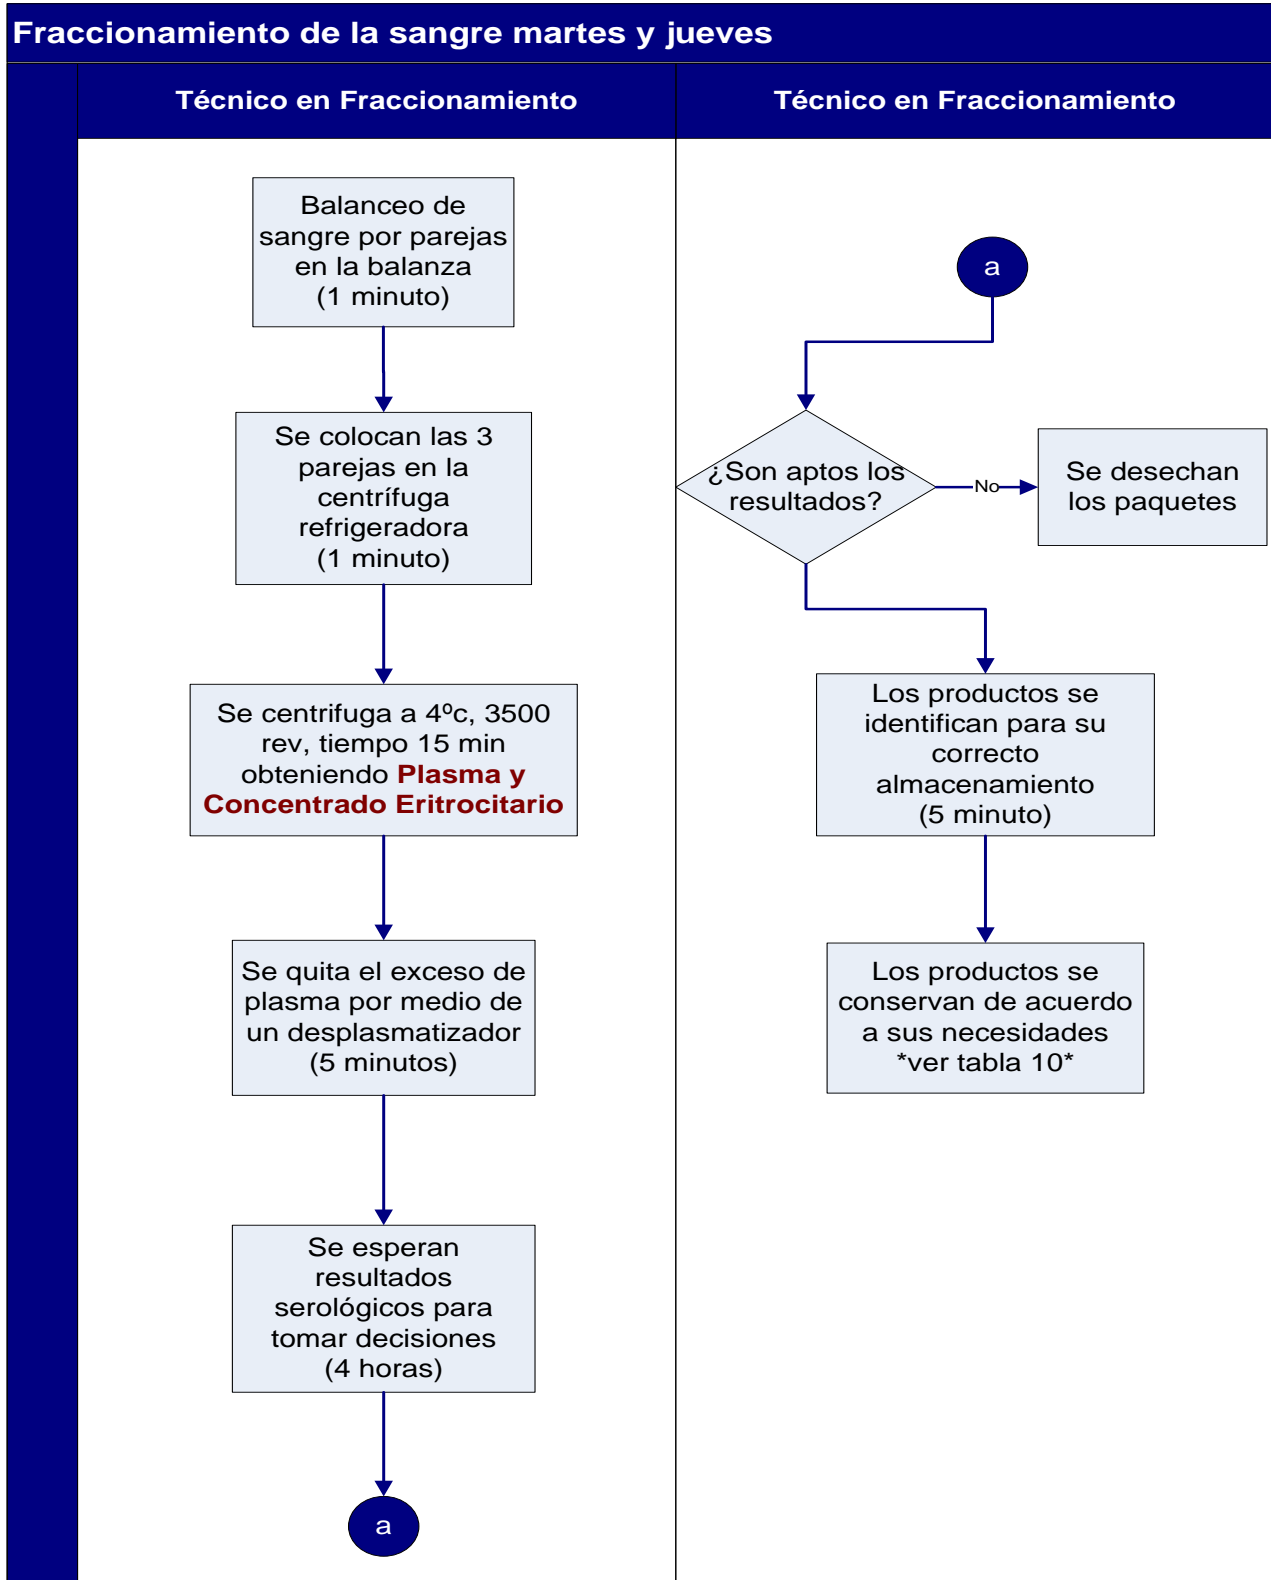 Fraccionamiento de la sangre martes y jueves
Técnico en Fraccionamiento
Balanceo de
sangre por parejas
en la balanza
(1 minuto)
Se colocan las 3
parejas en la
centrífuga
refrigeradora
(1 minuto)
Se centrifuga a 4ºc, 3500
rev, tiempo 15 min
obteniendo Plasma y
Concentrado Eritrocitario
Se quita el exceso de
plasma por medio de
un desplasmatizador
(5 minutos)
Se esperan
resultados
serológicos para
tomar decisiones
(4 horas)
a
Técnico en Fraccionamiento
a
¿Son aptos los
resultados?
No
Se desechan
los paquetes
Los productos se
identifican para su
correcto
almacenamiento
(5 minuto)
Los productos se
conservan de acuerdo
a sus necesidades
*ver tabla 10*